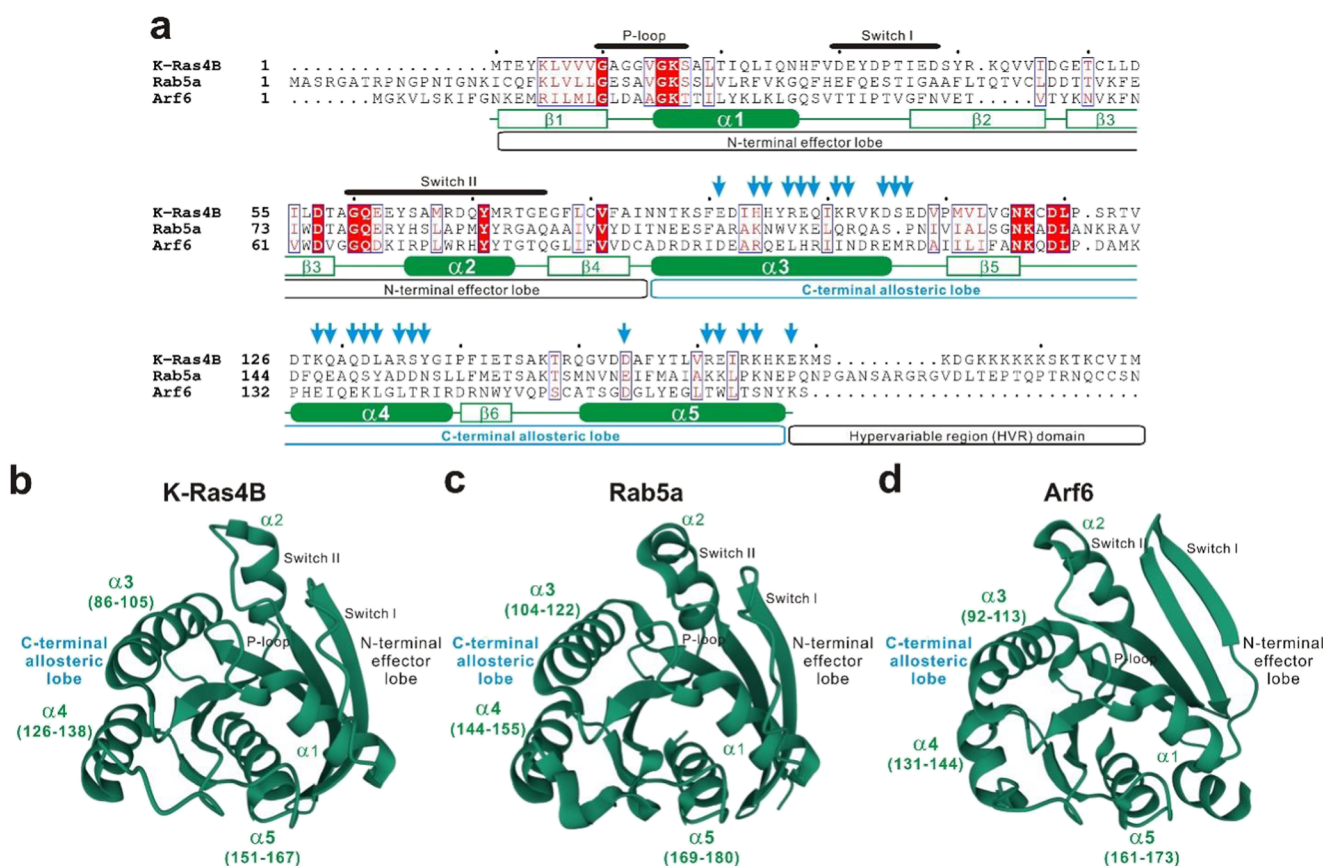 a
P-loop Switch I
K-Ras4B 1 ................MTEYKLVVVGAGGVGKSALTIQLIQNHFVDEYDPTIEDSYR.KQVVIDGETCLLD
Rab5a 1 MASRGATRPNGPNTGNKICQFKLVLLGESAVGKSSLVLRFVKGQFHEFQESTIGAAFLTQTVCLDDTTVKFE
Arf6 1 ......MGKVLSKIFGNKEMRILMLGLDAAGKTTILYKLKLGQSVTTIPTVGFNVET.....VTYKNVKFN
β1 α1 β2 β3
N-terminal effector lobe
Switch II
K-Ras4B 55 ILDTAGQEEYSAMRDQYMRTGEGFLCVFAINNTKSFEDIHHYREQIKRVKDSEDVPMVLVGNKCDLP.SRTV
Rab5a 73 IWDTAGQERYHSLAPMYYRGAQAAIVVYDITNEESFARAKNWVKELQRQAS.PNIVIALSGNKADLANKRAV
Arf6 61 VWDVGGQDKIRPLWRHYYTGTQGLIFVVDCADRDRIDEARQELHRIINDREMRDAIILIFANKQDLP.DAMK
β3 α2 β4 α3 β5
N-terminal effector lobe C-terminal allosteric lobe
K-Ras4B 126 DTKQAQDLARSYGIPFIETSAKTRQGVDDAFYTLVREIRKHKEKMS.........KDGKKKKKKSKTKCVIM
Rab5a 144 DFQEAQSYADDNSLLFMETSAKTSMNVNEIFMAIAKKLPKNEPQNPGANSARGRGVDLTEPTQPTRNQCCSN
Arf6 132 PHEIQEKLGLTRIRDRNWYVQPSCATSGDGLYEGLTWLTSNYKS............................
α4 β6 α5
C-terminal allosteric lobe Hypervariable region (HVR) domain
b
K-Ras4B
α2
Switch II
α3
(86-105)
Switch I
P-loop
C-terminal
allosteric
lobe
N-terminal
effector
lobe
α4
(126-138)
α1
α5
(151-167)
c
Rab5a
α2
Switch II
α3
(104-122)
Switch I
P-loop
C-terminal
allosteric
lobe
N-terminal
effector
lobe
α4
(144-155)
α1
α5
(169-180)
d
Arf6
α2
Switch II
Switch I
α3
(92-113)
P-loop
C-terminal
allosteric
lobe
N-terminal
effector
lobe
α4
(131-144)
α1
α5
(161-173)